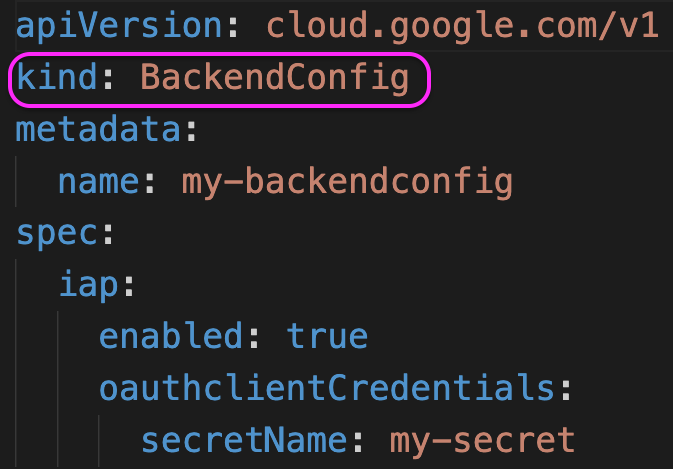 apiVersion: cloud.google.com/v1
kind: BackendConfig
metadata:
  name: my-backendconfig
spec:
  iap:
    enabled: true
    oauthclientCredentials:
      secretName: my-secret